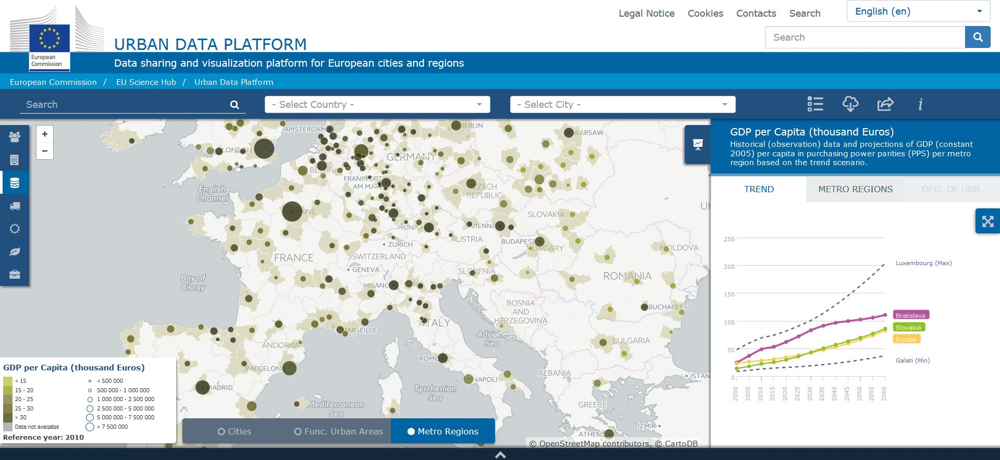 Legal Notice
Cookies
Contacts
Search
English (en)
Search
European
Commission
URBAN DATA PLATFORM
Data sharing and visualization platform for European cities and regions
European Commission /
EU Science Hub /
Urban Data Platform
Search
- Select Country -
- Select City -
i
+
−
AMSTERDAM
BERLIN
WARSAW
LONDON
GERMANY
BELGIUM
FRANKFURT
AM MAIN
English
Channel
CZECH
REPUBLIC
UK
PARIS
SLOVAKIA
MUNICH
VIENNA
AUSTRIA
BUDAPEST
HUNGARY
MOLDOVA
ZURICH
FRANCE
SWITZERLAND
GENEVA
SLOVENIA
ROMANIA
Bay of
Biscay
MILANO
BOSNIA
AND
HERZEGOVINA
BUCHAREST
ITALY
MARSEILLE
Adriatic
Sea
ANDORRA
BULGARIA
ROME
BARCELONA
ALBANIA
ISTAN
NAPOLI
MADRID
Tyrrhenian
Sea
Mediterranean
Sea
GREECE
IZMIR
ATHENS
GDP per Capita (thousand Euros)
< 15
15 - 20
20 - 25
25 - 30
> 30
Data not available
< 500 000
500 000 - 1 000 000
1 000 000 - 2 500 000
2 500 000 - 5 000 000
5 000 000 - 7 500 000
> 7 500 000
Reference year: 2010
Cities
Func. Urban Areas
Metro Regions
© OpenStreetMap contributors, © CartoDB
GDP per Capita (thousand Euros)
Historical (observation) data and projections of GDP (constant
2005) per capita in purchasing power parities (PPS) per metro
region based on the trend scenario.
TREND
METRO REGIONS
DEG. OF URB.
250
200
150
100
50
0
Luxembourg (Max)
Bratislava
Slovakia
Europe
Galati (Min)
2000
2005
2010
2015
2020
2025
2030
2035
2040
2045
2050
2055
2060